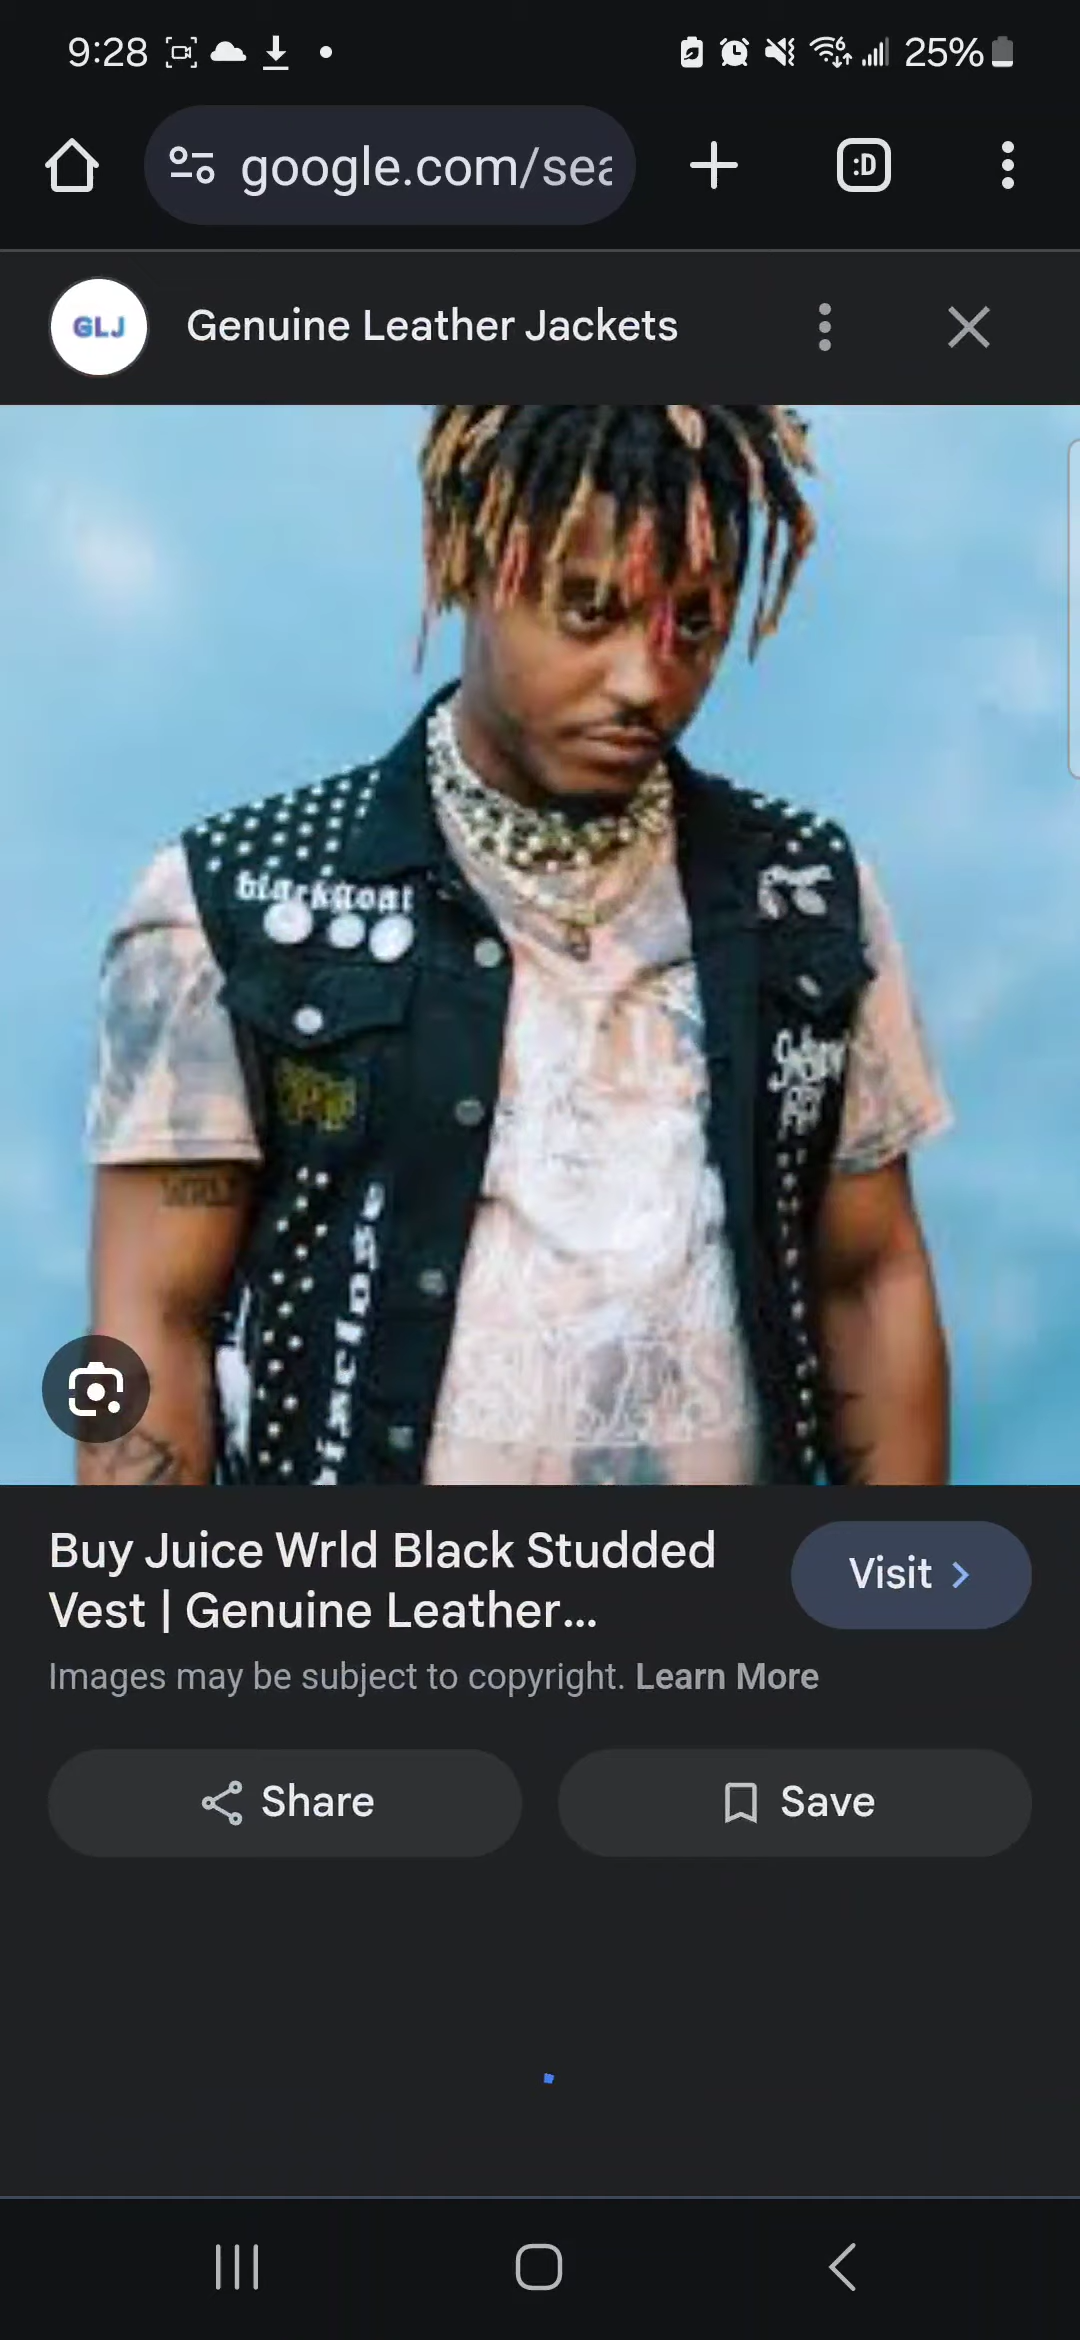 9:28
25%
google.com/sea
:D
GLJ
Genuine Leather Jackets
Disclose
Buy Juice Wrld Black Studded
Vest | Genuine Leather...
Visit
Images may be subject to copyright. Learn More
Share
Save